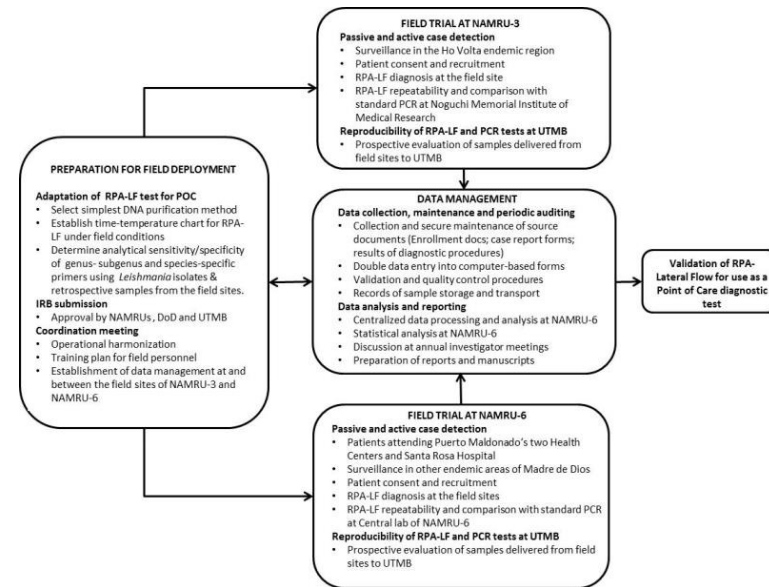 FIELD TRIAL AT NAMRU-3
Passive and active case detection
• Surveillance in the Ho Volta endemic region
• Patient consent and recruitment
• RPA-LF diagnosis at the field site
• RPA-LF repeatability and comparison with
standard PCR at Noguchi Memorial Institute of
Medical Research
Reproducibility of RPA-LF and PCR tests at UTMB
• Prospective evaluation of samples delivered from
field sites to UTMB
PREPARATION FOR FIELD DEPLOYMENT
Adaptation of RPA-LF test for POC
• Select simplest DNA purification method
• Establish time-temperature chart for RPA-
LF under field conditions
• Determine analytical sensitivity/specificity
of genus- subgenus and species-specific
primers using Leishmania isolates &
retrospective samples from the field sites.
IRB submission
• Approval by NAMRUs, DoD and UTMB
Coordination meeting
• Operational harmonization
• Training plan for field personnel
• Establishment of data management at and
between the field sites of NAMRU-3 and
NAMRU-6
DATA MANAGEMENT
Data collection, maintenance and periodic auditing
• Collection and secure maintenance of source
documents (Enrollment docs; case report forms;
results of diagnostic procedures)
• Double data entry into computer-based forms
• Validation and quality control procedures
• Records of sample storage and transport
Data analysis and reporting
• Centralized data processing and analysis at NAMRU-6
• Statistical analysis at NAMRU-6
• Discussion at annual investigator meetings
• Preparation of reports and manuscripts
Validation of RPA-
Lateral Flow for use as a
Point of Care diagnostic
test
FIELD TRIAL AT NAMRU-6
Passive and active case detection
• Patients attending Puerto Maldonado's two Health
Centers and Santa Rosa Hospital
• Surveillance in other endemic areas of Madre de Dios
• Patient consent and recruitment
• RPA-LF diagnosis at the field sites
• RPA-LF repeatability and comparison with standard PCR
at Central lab of NAMRU-6
Reproducibility of RPA-LF and PCR tests at UTMB
• Prospective evaluation of samples delivered from field
sites to UTMB